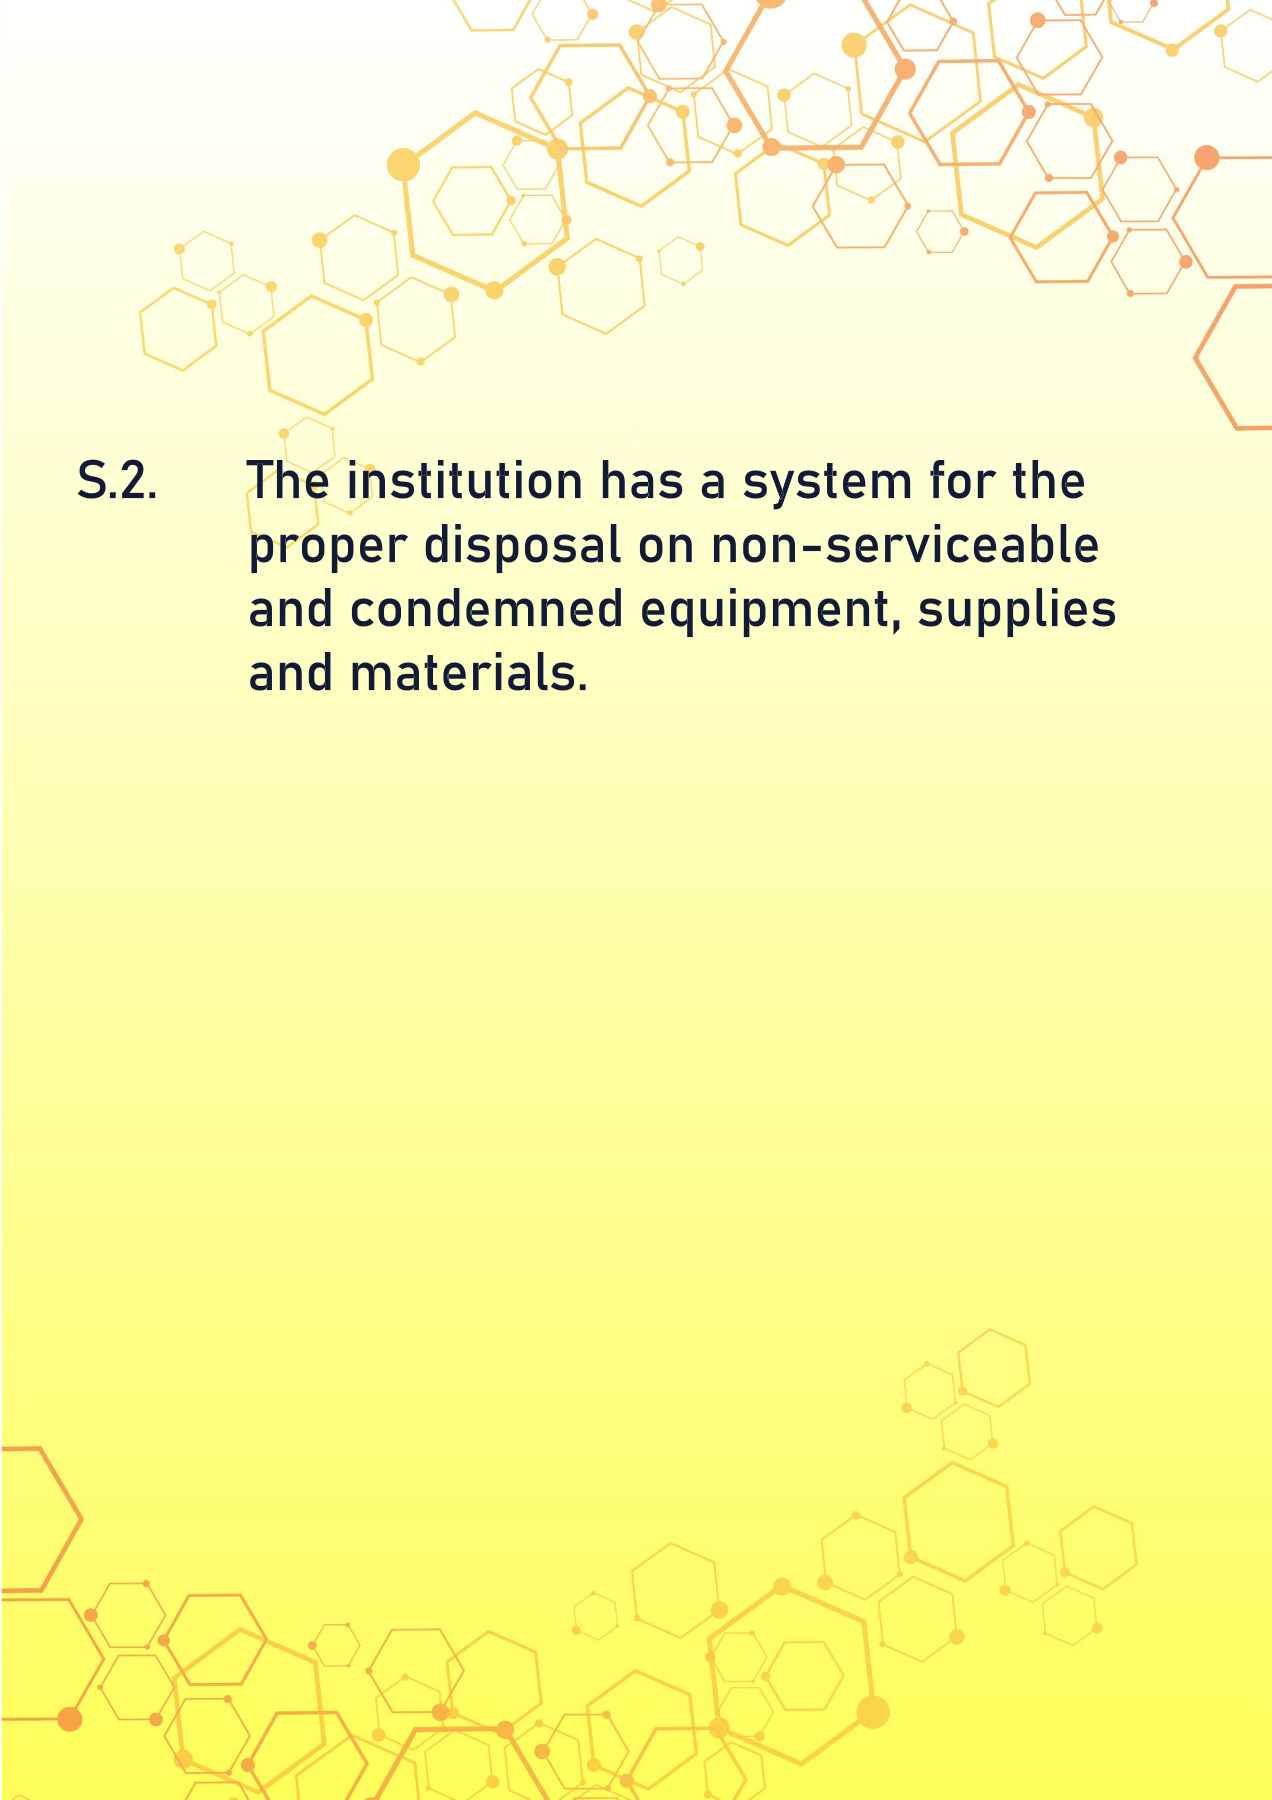 S.2. The institution has a system for the
proper disposal on non-serviceable
and condemned equipment, supplies
and materials.